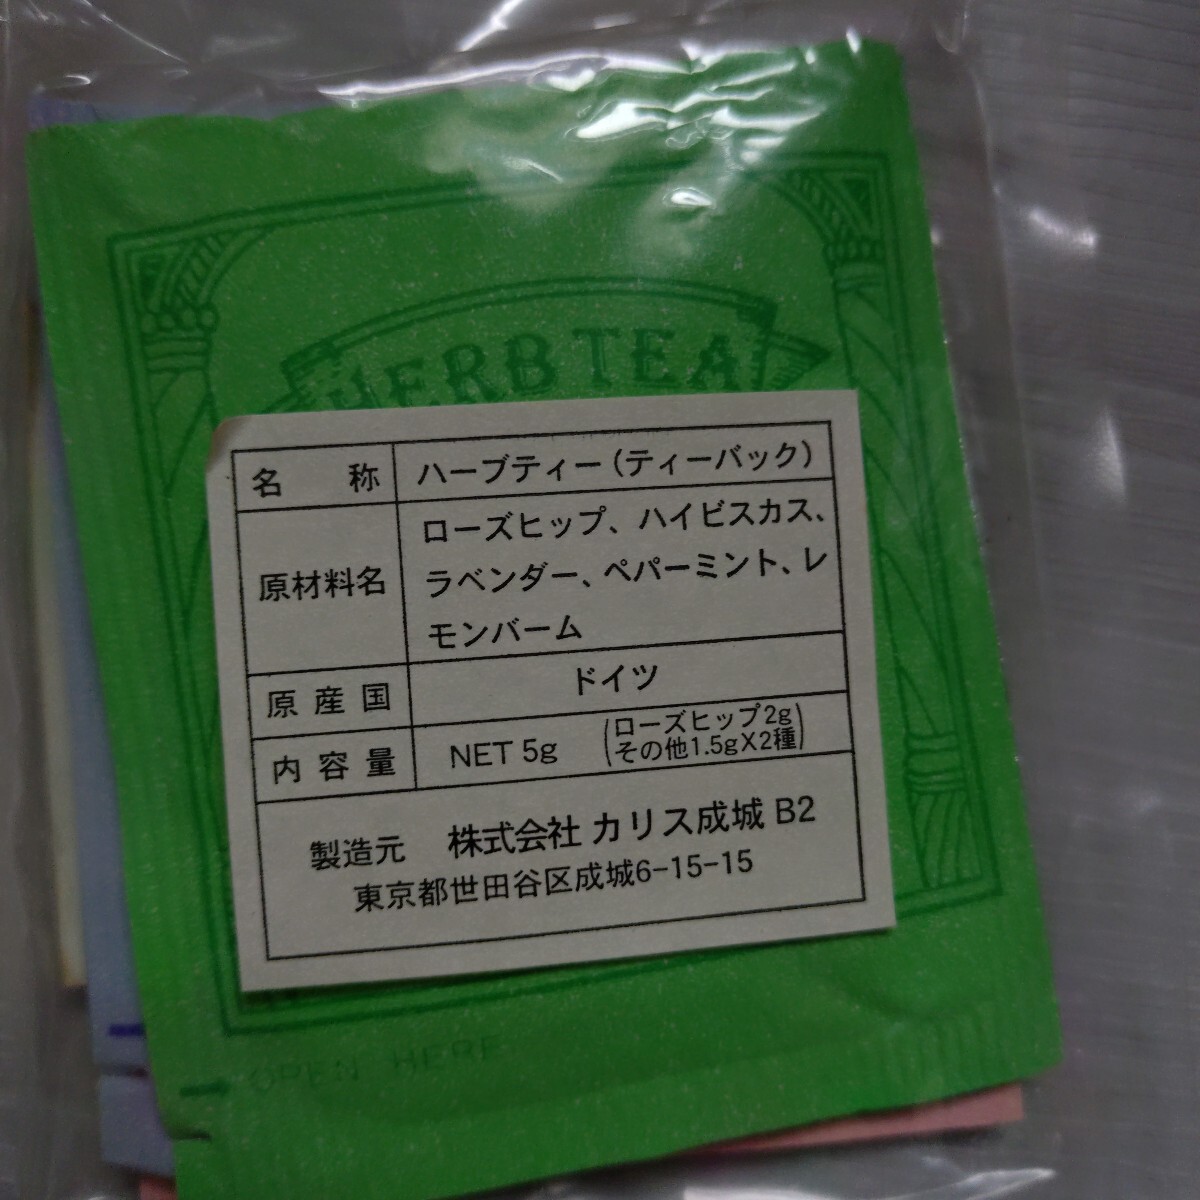 HERB TEA
名称 ハーブティー(ティーバック)
原材料名 ローズヒップ、ハイビスカス、
ラベンダー、ペパーミント、レ
モンバーム
原産国 ドイツ
内容量 NET 5g (ローズヒップ2g
その他1.5gX2種)
製造元 株式会社 カリス成城 B2
東京都世田谷区成城6-15-15
OPEN HERE